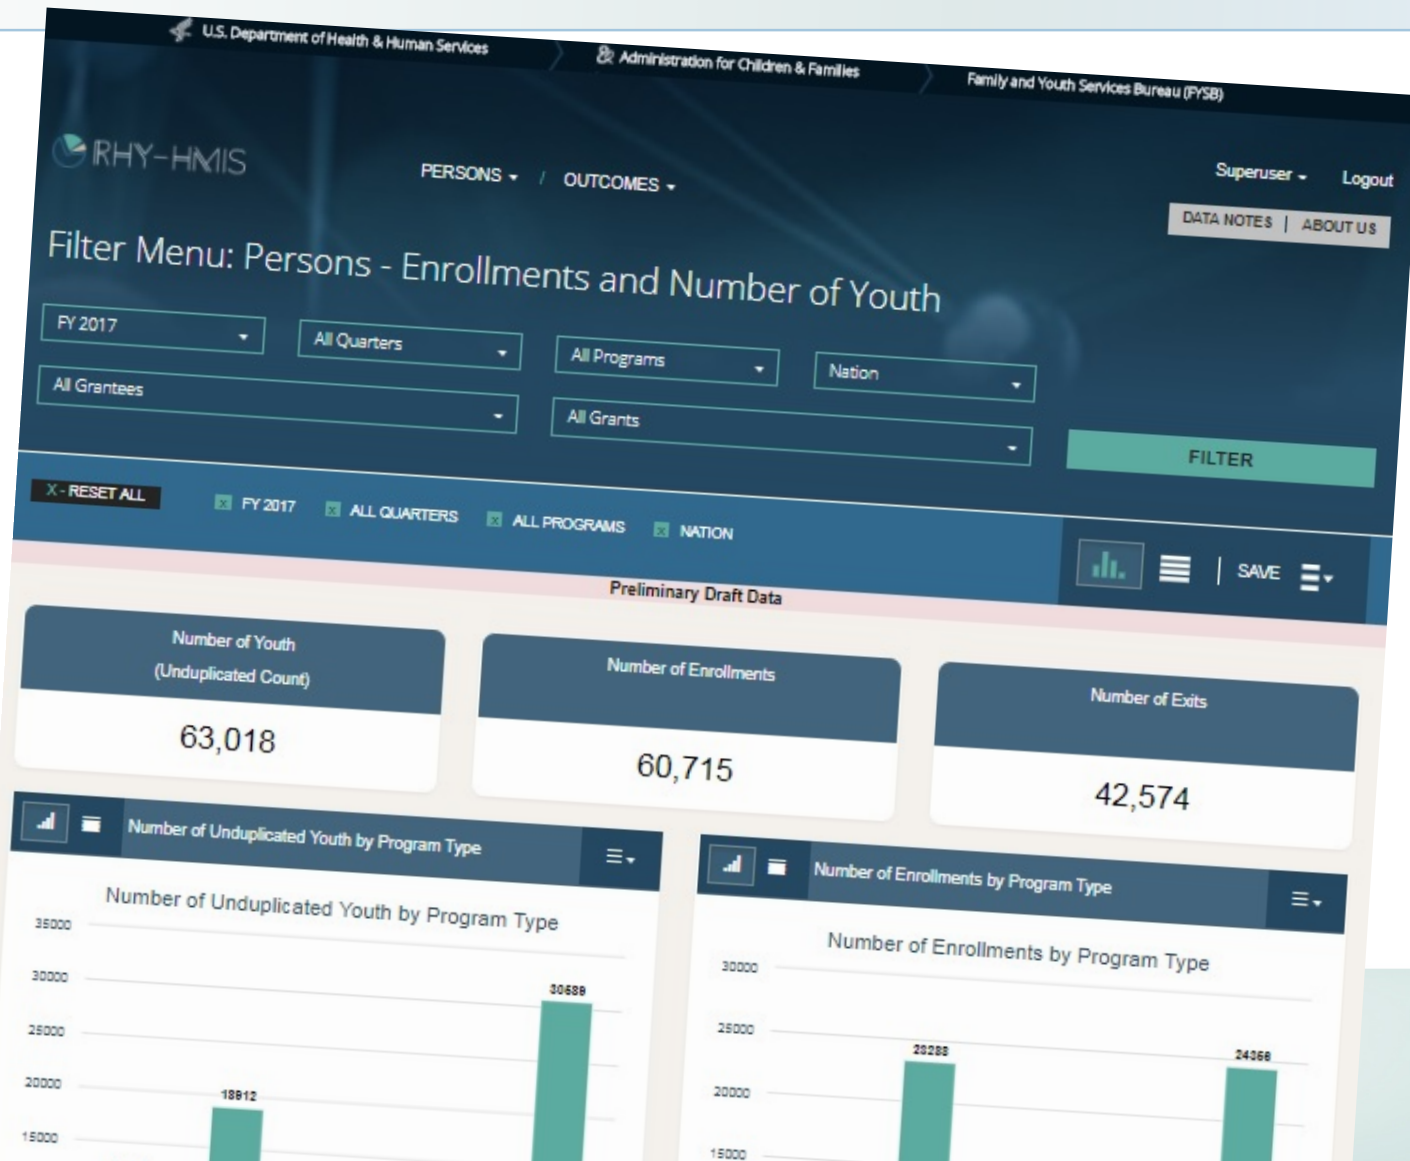 U.S. Department of Health & Human Services
Administration for Children & Families
Family and Youth Services Bureau (FYSB)
RHY-HMIS
PERSONS / OUTCOMES
Superuser Logout
DATA NOTES | ABOUT US
Filter Menu: Persons - Enrollments and Number of Youth
FY 2017 All Quarters All Programs Nation
All Grantees All Grants
FILTER
X - RESET ALL x FY 2017 x ALL QUARTERS x ALL PROGRAMS x NATION
SAVE
Preliminary Draft Data
Number of Youth
(Unduplicated Count)
63,018
Number of Enrollments
60,715
Number of Exits
42,574
Number of Unduplicated Youth by Program Type
Number of Unduplicated Youth by Program Type
35000
30000
25000
20000
15000
18912
30689
Number of Enrollments by Program Type
Number of Enrollments by Program Type
30000
25000
20000
15000
23283
24366